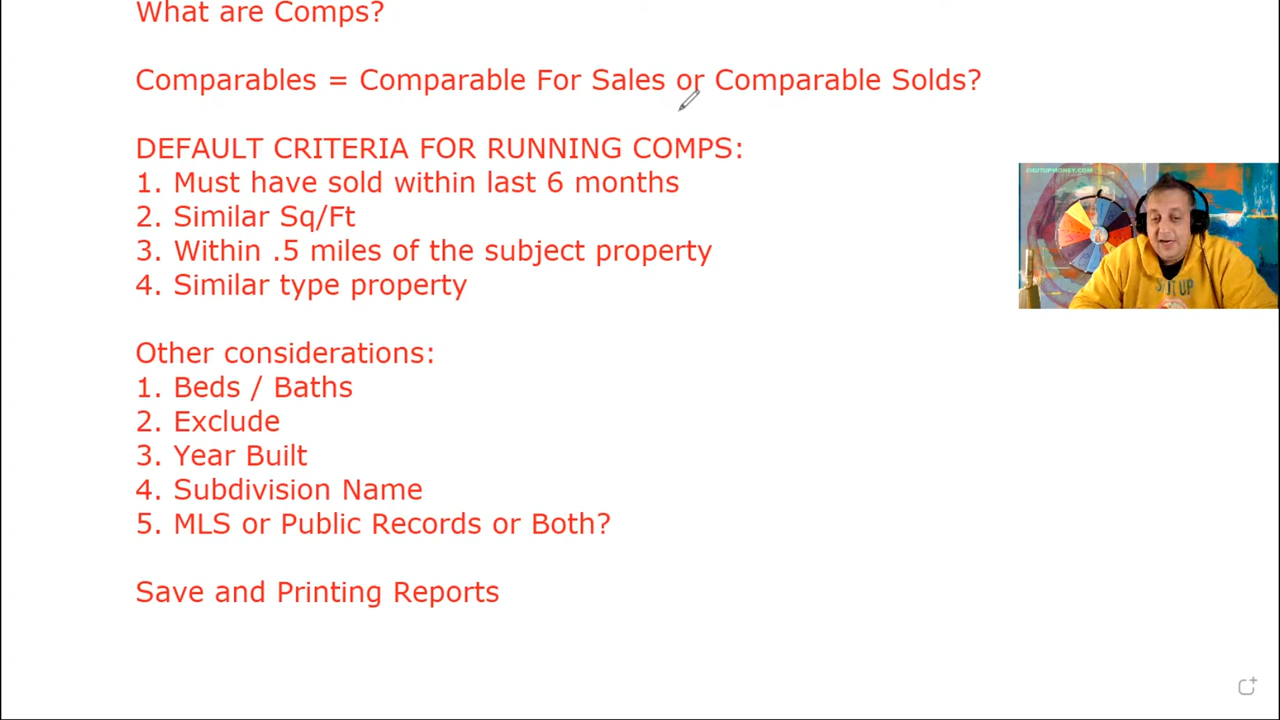 What are Comps?
Comparables = Comparable For Sales or Comparable Solds?
DEFAULT CRITERIA FOR RUNNING COMPS:
1. Must have sold within last 6 months
2. Similar Sq/Ft
3. Within .5 miles of the subject property
4. Similar type property
Other considerations:
1. Beds / Baths
2. Exclude
3. Year Built
4. Subdivision Name
5. MLS or Public Records or Both?
Save and Printing Reports
UP